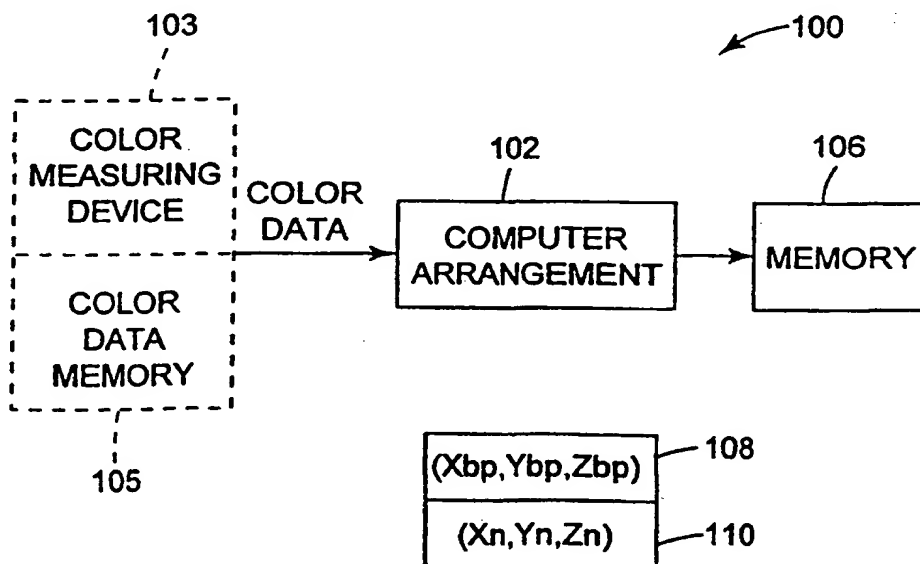 103
100
COLOR
MEASURING
DEVICE
COLOR
DATA
102
COMPUTER
ARRANGEMENT
106
MEMORY
COLOR
DATA
MEMORY
105
(Xbp,Ybp,Zbp)
108
(Xn,Yn,Zn)
110